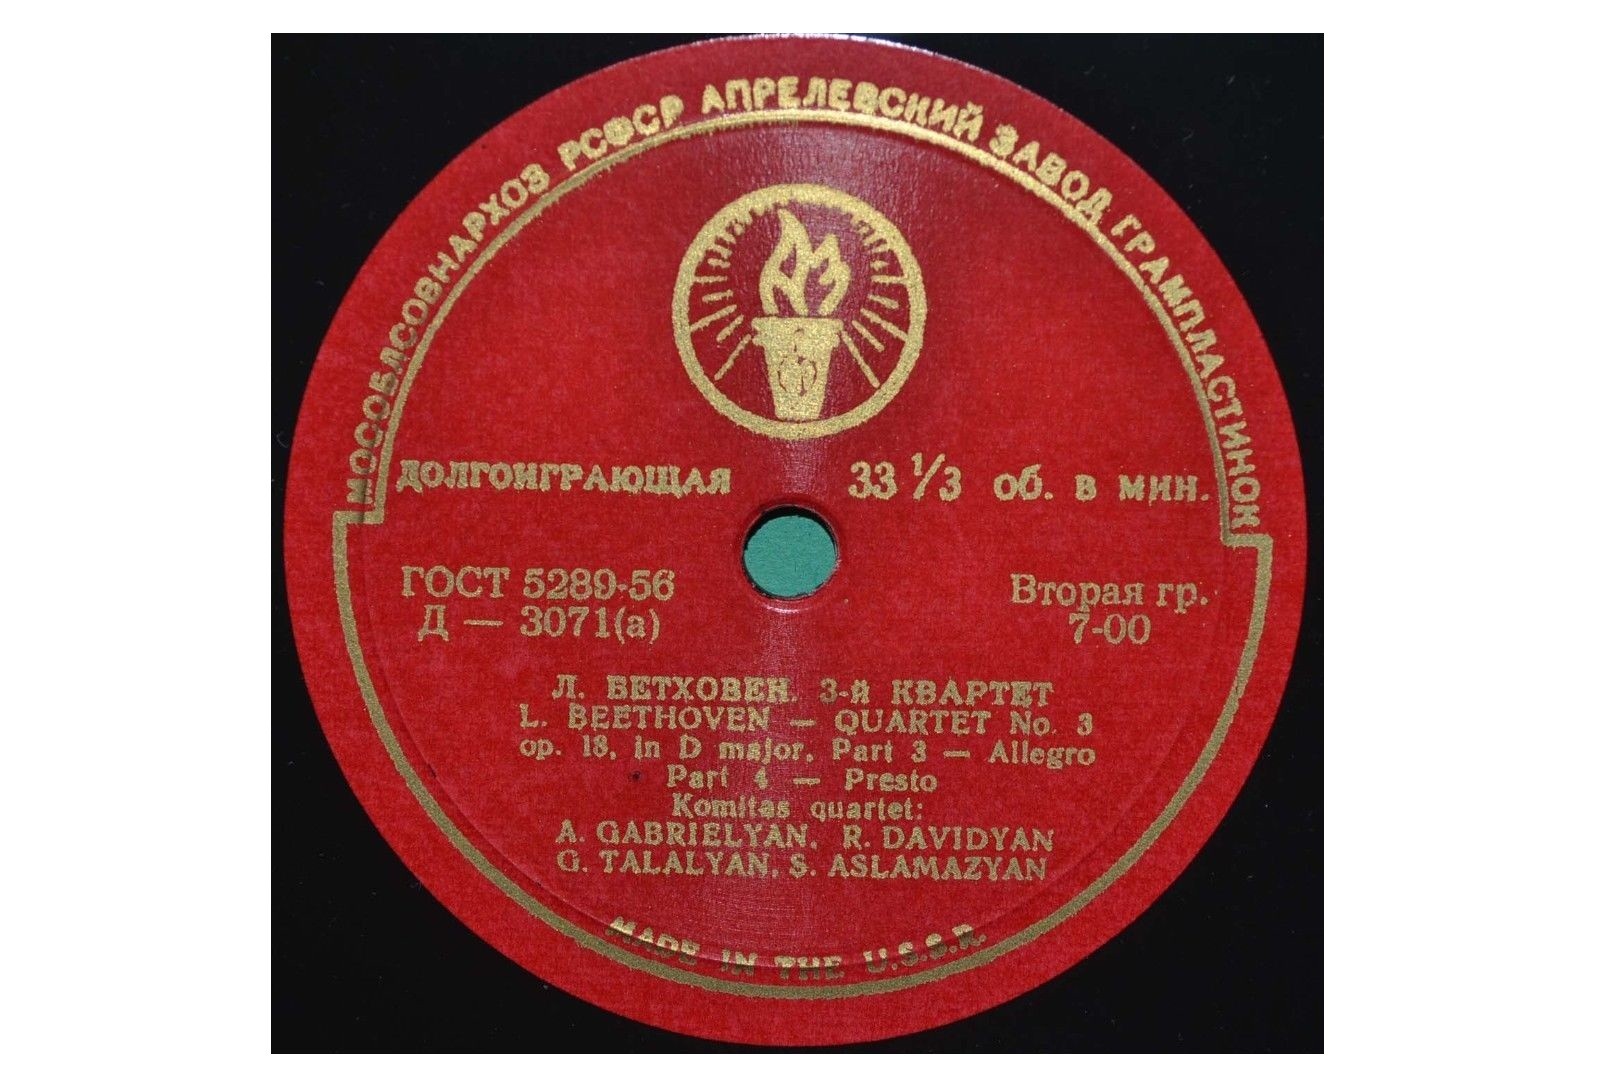 МОСОБЛСОВНАРХОЗ РСФСР АПРЕЛЕВСКИЙ ЗАВОД ГРАМПЛАСТИНОК
ДОЛГОИГРАЮЩАЯ 33 1/3 об. в мин.
ГОСТ 5289-56 Вторая гр.
Д — 3071(а) 7-00
Л. БЕТХОВЕН. 3-й КВАРТЕТ
L. BEETHOVEN — QUARTET No. 3
op. 18, in D major. Part 3 — Allegro
Part 4 — Presto
Komitas quartet:
A. GABRIELYAN, R. DAVIDYAN
G. TALALYAN, S. ASLAMAZYAN
MADE IN THE U.S.S.R.